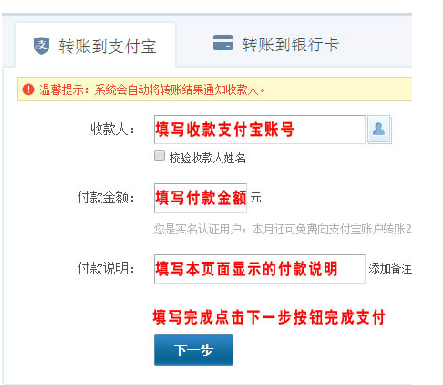 转账到支付宝 转账到银行卡
温馨提示：系统会自动将转账结果通知收款人。
收款人： 填写收款支付宝账号
校验收款人姓名
付款金额： 填写付款金额 元
您是实名认证用户，本月还可免费向支付宝账户转账2
付款说明： 填写本页面显示的付款说明 添加备注
填写完成点击下一步按钮完成支付
下一步